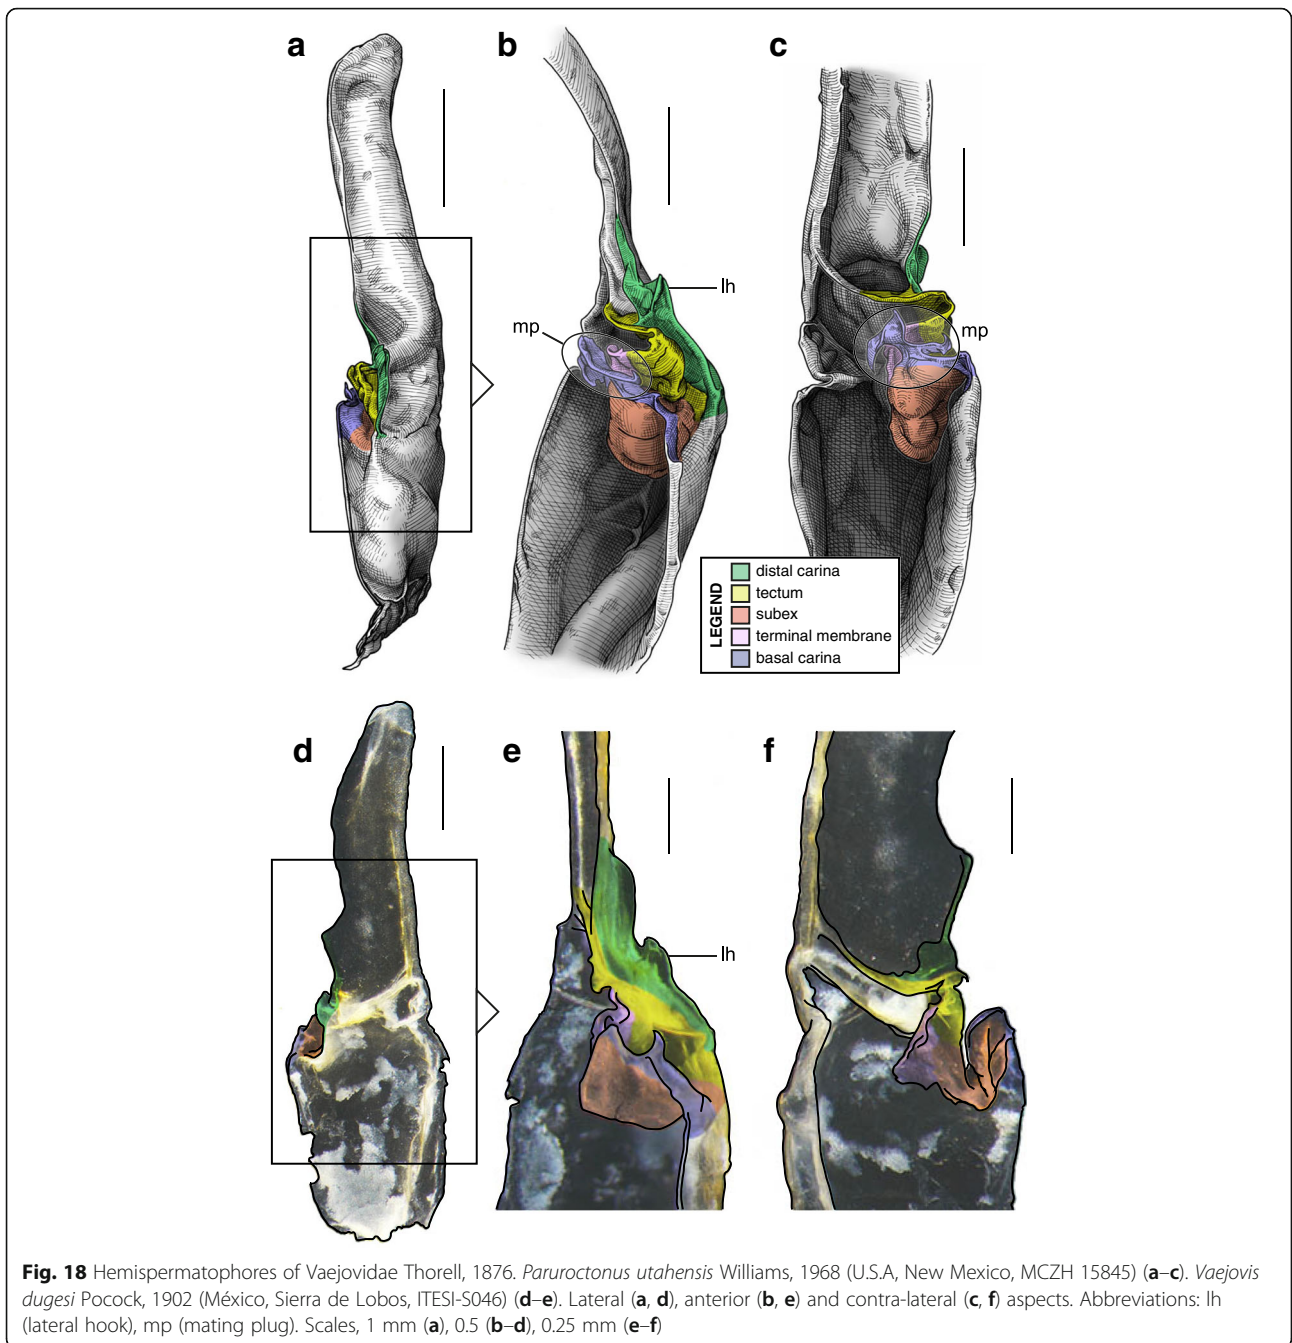 a
b
c
lh
mp
mp
LEGEND
distal carina
tectum
subex
terminal membrane
basal carina
d
e
f
lh
Fig. 18 Hemispermatophores of Vaejovidae Thorell, 1876. Paruroctonus utahensis Williams, 1968 (U.S.A, New Mexico, MCZH 15845) (a–c). Vaejovis
dugesi Pocock, 1902 (México, Sierra de Lobos, ITESI-S046) (d–e). Lateral (a, d), anterior (b, e) and contra-lateral (c, f) aspects. Abbreviations: lh
(lateral hook), mp (mating plug). Scales, 1 mm (a), 0.5 (b–d), 0.25 mm (e–f)